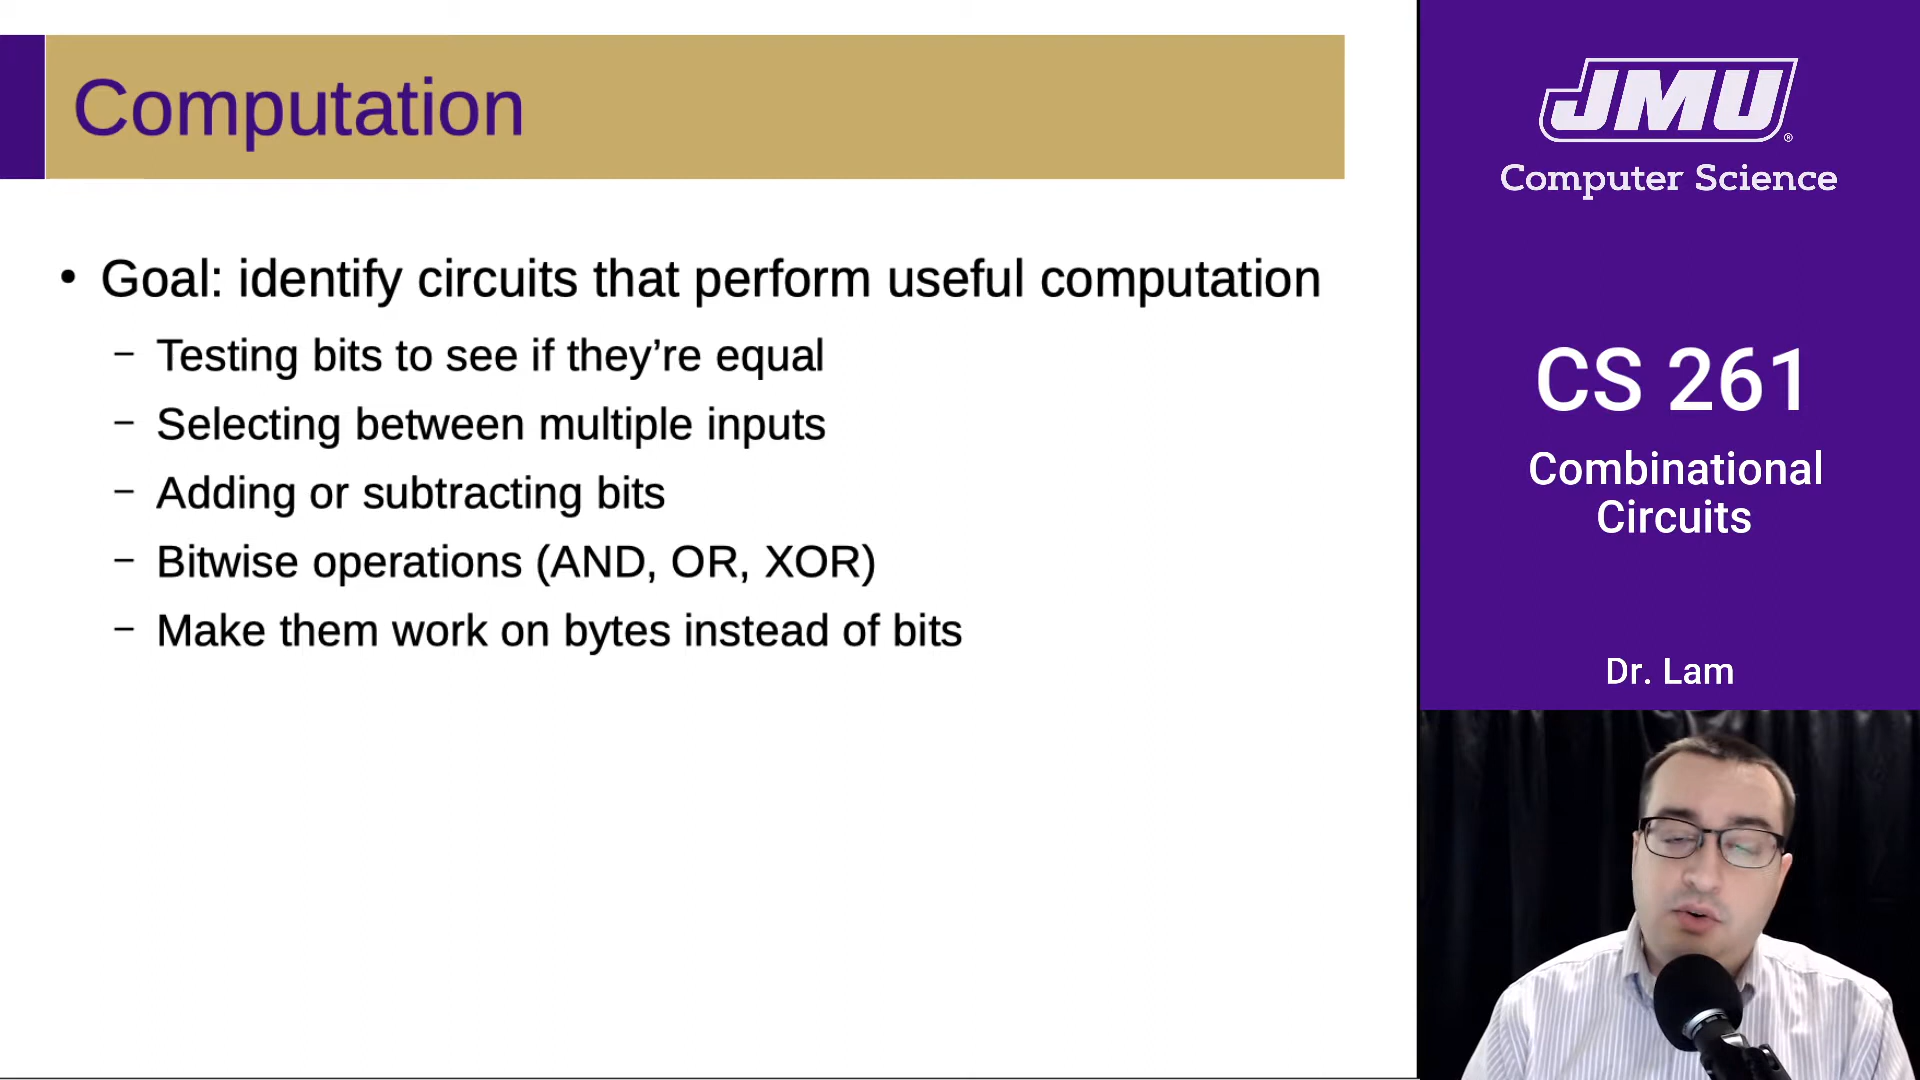 Computation
• Goal: identify circuits that perform useful computation
– Testing bits to see if they’re equal
– Selecting between multiple inputs
– Adding or subtracting bits
– Bitwise operations (AND, OR, XOR)
– Make them work on bytes instead of bits
JMU®
Computer Science
CS 261
Combinational
Circuits
Dr. Lam